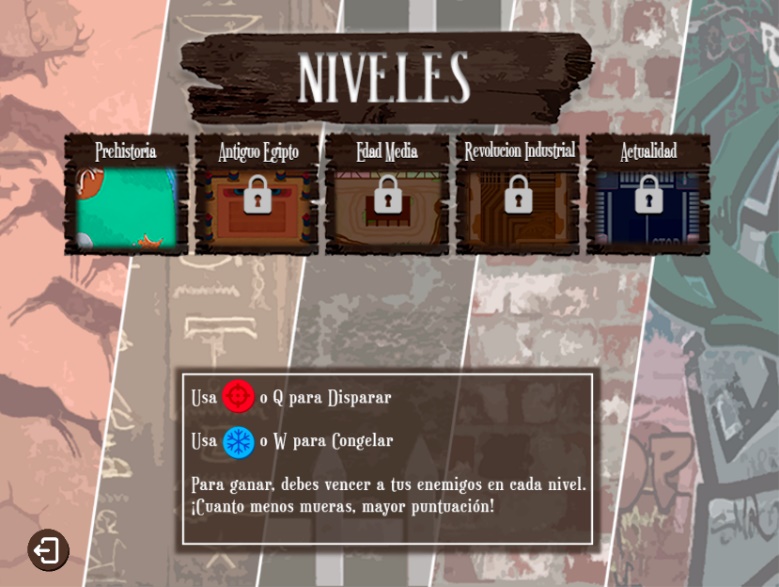 NIVELES
Prehistoria
Antiguo Egipto
Edad Media
Revolucion Industrial
Actualidad
STOP
Usa o Q para Disparar
Usa o W para Congelar
Para ganar, debes vencer a tus enemigos en cada nivel.
¡Cuanto menos mueras, mayor puntuación!